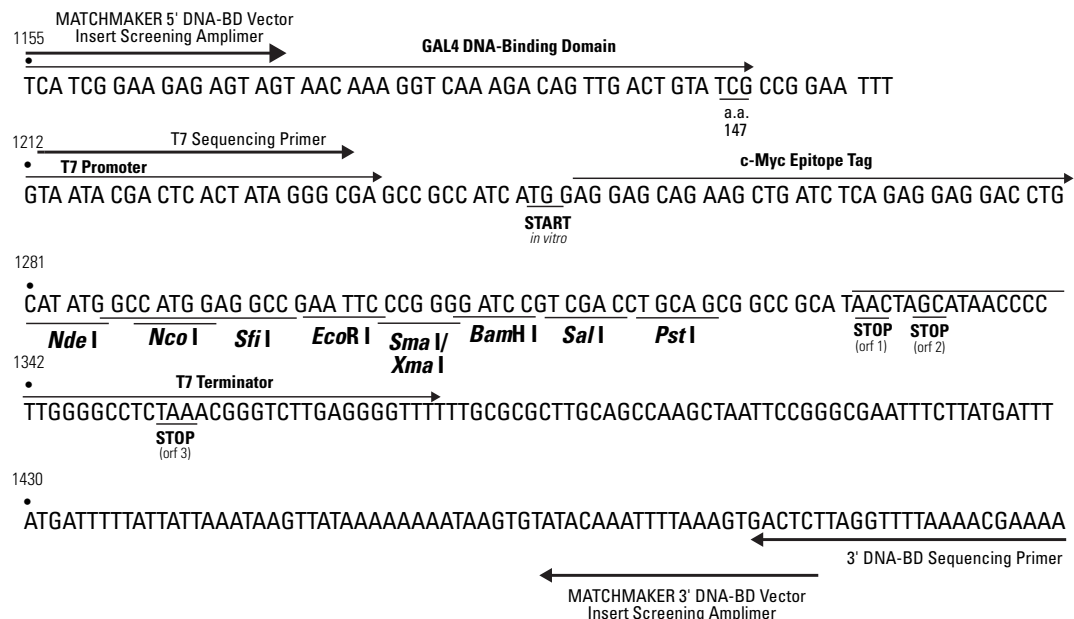 MATCHMAKER 5' DNA-BD Vector
Insert Screening Amplimer
1155
GAL4 DNA-Binding Domain
TCA TCG GAA GAG AGT AGT AAC AAA GGT CAA AGA CAG TTG ACT GTA TCG CCG GAA TTT
a.a.
147
1212
T7 Sequencing Primer
T7 Promoter
c-Myc Epitope Tag
GTA ATA CGA CTC ACT ATA GGG CGA GCC GCC ATC ATG GAG GAG CAG AAG CTG ATC TCA GAG GAG GAC CTG
START
in vitro
1281
CAT ATG GCC ATG GAG GCC GAA TTC CCG GGG ATC CGT CGA CCT GCA GCG GCC GCA TAACTAGCATAACCCC
Nde I
Nco I
Sfi I
EcoR I
Sma I/
Xma I
BamH I
Sal I
Pst I
STOP
(orf 1)
STOP
(orf 2)
1342
T7 Terminator
TTGGGGCCTCTAAACGGGTCTTGAGGGGTTTTTTGCGCGCTTGCAGCCAAGCTAATTCCGGGCGAATTTCTTATGATTT
STOP
(orf 3)
1430
ATGATTTTTATTATTAAATAAGTTATAAAAAAAATAAGTGTATACAAATTTTAAAGTGACTCTTAGGTTTTAAAACGAAAA
3' DNA-BD Sequencing Primer
MATCHMAKER 3' DNA-BD Vector
Insert Screening Amplimer